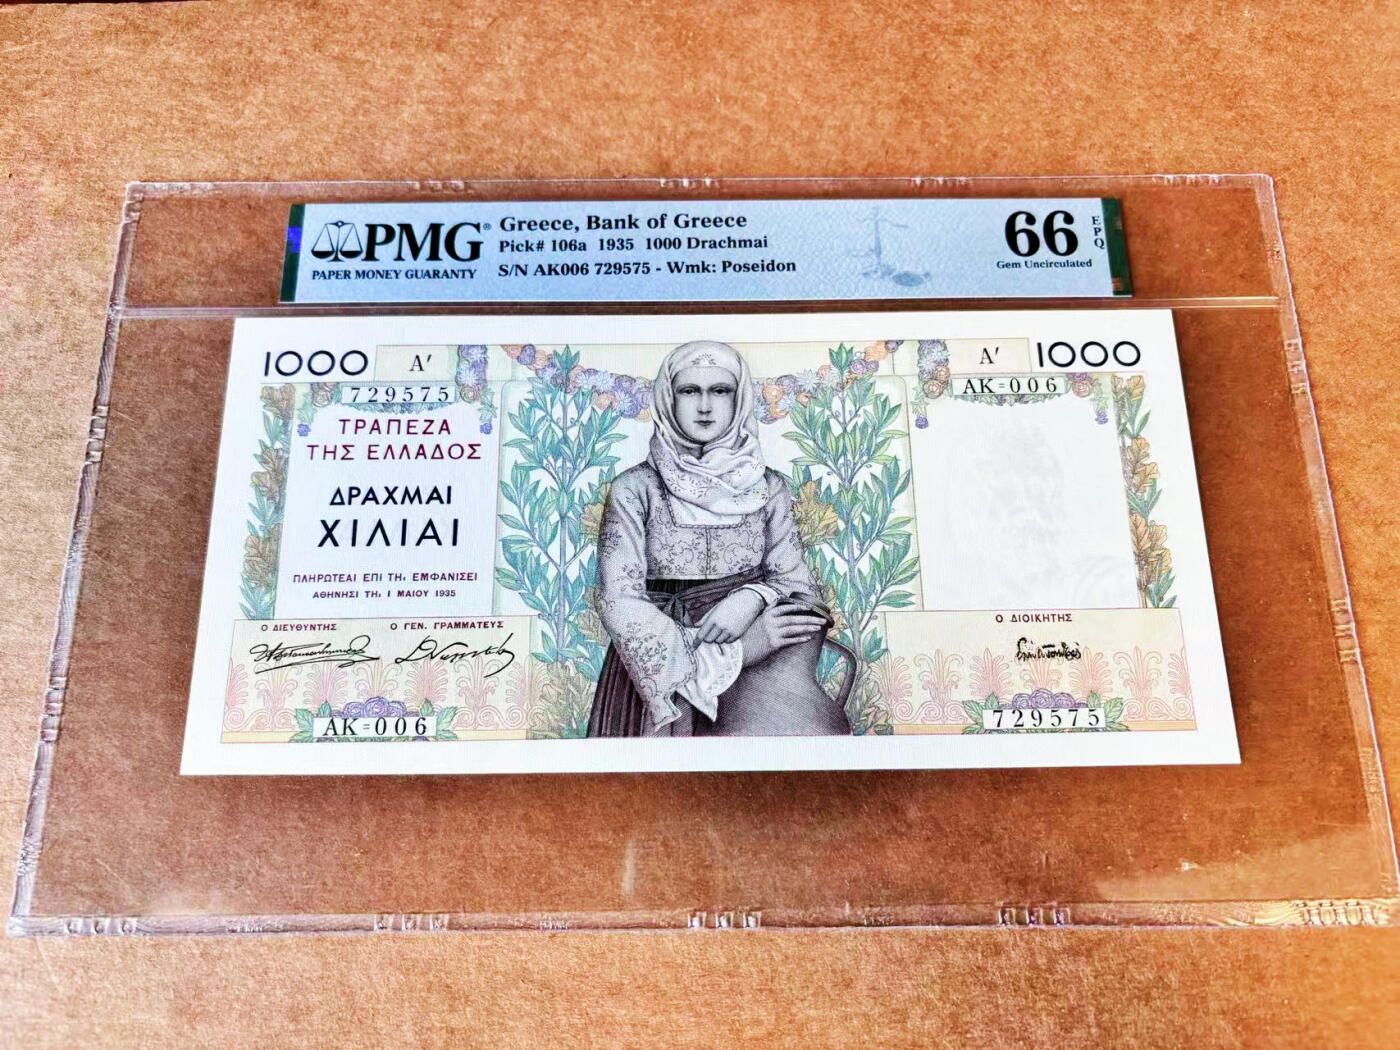 PMG®
PAPER MONEY GUARANTY
Greece, Bank of Greece
Pick# 106a 1935 1000 Drachmai
S/N AK006 729575 - Wmk: Poseidon
66
EPQ
Gem Uncirculated
1000 Α′
Α′ 1000
729575
ΑΚ=006
ΤΡΑΠΕΖΑ
ΤΗΣ ΕΛΛΑΔΟΣ
ΔΡΑΧΜΑΙ
ΧΙΛΙΑΙ
ΠΛΗΡΩΤΕΑΙ ΕΠΙ ΤΗι ΕΜΦΑΝΙΣΕΙ
ΑΘΗΝΗΣΙ ΤΗι 1 ΜΑΙΟΥ 1935
Ο ΔΙΕΥΘΥΝΤΗΣ Ο ΓΕΝ. ΓΡΑΜΜΑΤΕΥΣ
Ο ΔΙΟΙΚΗΤΗΣ
ΑΚ=006
729575